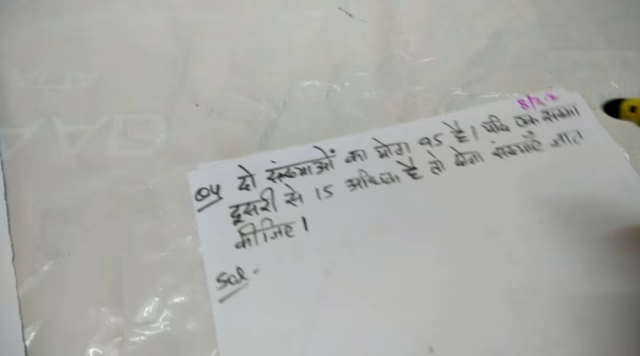 Q4 दो संख्याओं का योग 95 है। यदि एक संख्या
दूसरी से 15 अधिक है तो दोनों संख्याएँ ज्ञात
कीजिए।
Sol -